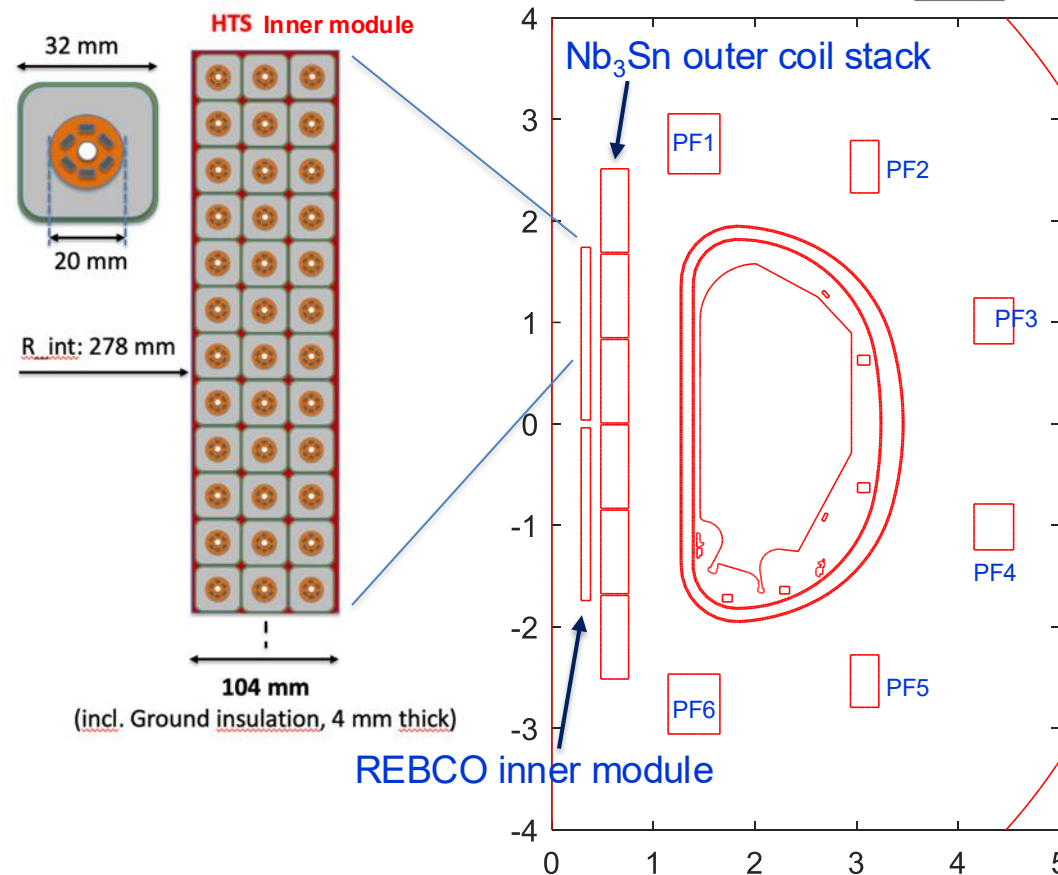 HTS Inner module
32 mm
20 mm
R_int: 278 mm
104 mm
(incl. Ground insulation, 4 mm thick)
Nb₃Sn outer coil stack
PF1
PF2
PF3
PF4
PF5
PF6
REBCO inner module
4
3
2
1
0
-1
-2
-3
-4
0
1
2
3
4
5